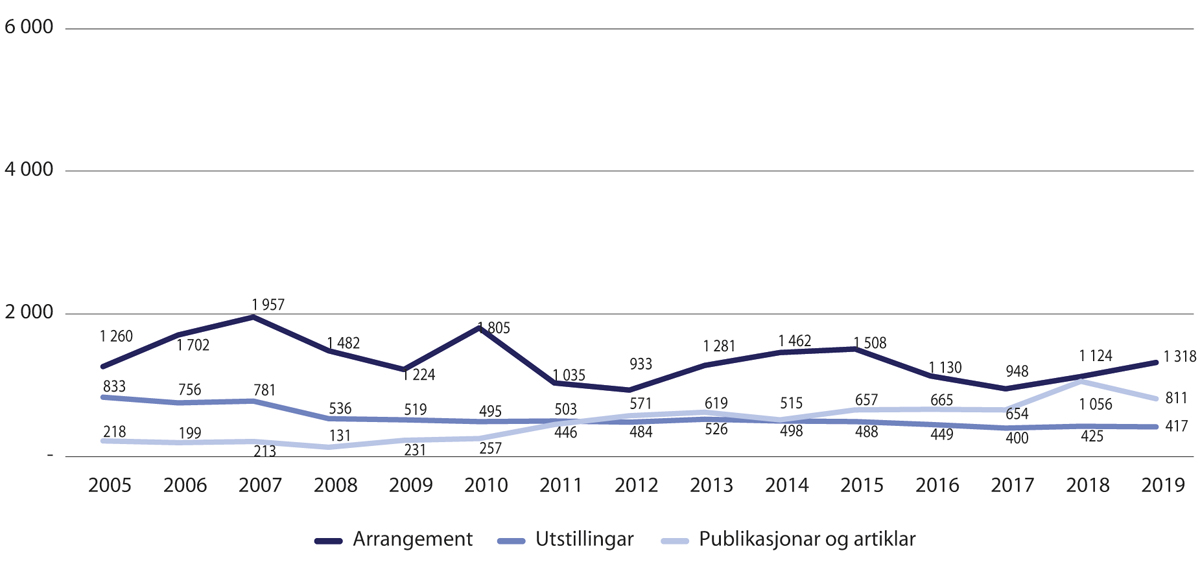 6 000
4 000
2 000
-
1 260 1 702 1 957 1 482 1 224 1 805 1 035 933 1 281 1 462 1 508 1 130 948 1 124 1 318
833 756 781 536 519 495 503 484 526 498 488 449 400 425 417
218 199 213 131 231 257 446 571 619 515 657 665 654 1 056 811
2005 2006 2007 2008 2009 2010 2011 2012 2013 2014 2015 2016 2017 2018 2019
Arrangement Utstillingar Publikasjonar og artiklar